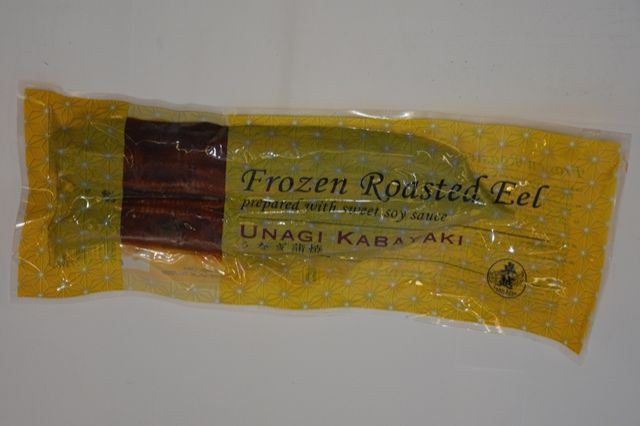 Frozen Roasted Eel
prepared with sweet soy sauce
UNAGI KABAYAKI
うなぎ蒲焼